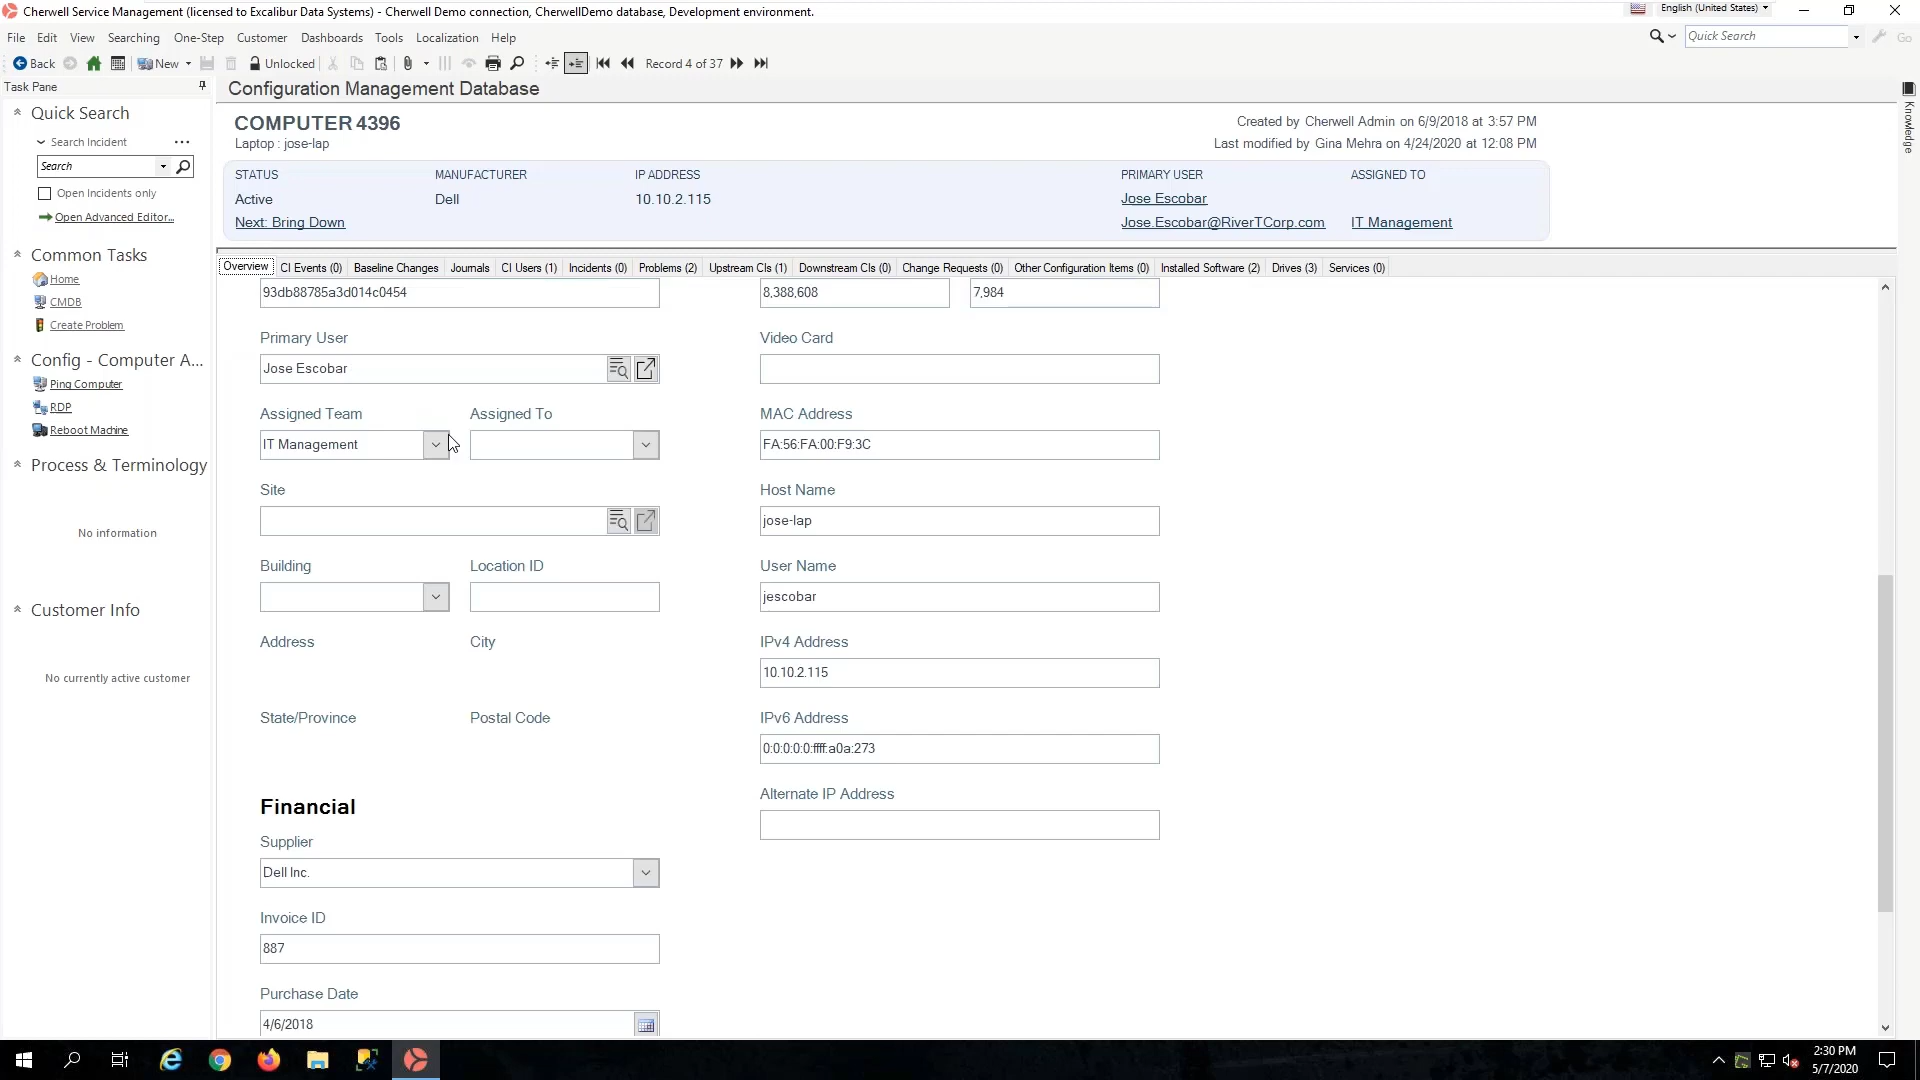 Cherwell Service Management (licensed to Excalibur Data Systems) - Cherwell Demo connection, CherwellDemo database, Development environment.
English (United States)
File Edit View Searching One-Step Customer Dashboards Tools Localization Help
Quick Search
Go
Back New Unlocked Record 4 of 37
Task Pane
Configuration Management Database
Quick Search
Search Incident
Search
Open Incidents only
Open Advanced Editor...
Common Tasks
Home
CMDB
Create Problem
Config - Computer A...
Ping Computer
RDP
Reboot Machine
Process & Terminology
No information
Customer Info
No currently active customer
COMPUTER 4396
Laptop : jose-lap
Created by Cherwell Admin on 6/9/2018 at 3:57 PM
Last modified by Gina Mehra on 4/24/2020 at 12:08 PM
STATUS MANUFACTURER IP ADDRESS PRIMARY USER ASSIGNED TO
Active Dell 10.10.2.115 Jose Escobar
Next: Bring Down Jose.Escobar@RiverTCorp.com IT Management
Overview CI Events (0) Baseline Changes Journals CI Users (1) Incidents (0) Problems (2) Upstream CIs (1) Downstream CIs (0) Change Requests (0) Other Configuration Items (0) Installed Software (2) Drives (3) Services (0)
93db88785a3d014c0454 8,388,608 7,984
Primary User Video Card
Jose Escobar
Assigned Team Assigned To MAC Address
IT Management FA:56:FA:00:F9:3C
Site Host Name
jose-lap
Building Location ID User Name
jescobar
Address City IPv4 Address
10.10.2.115
State/Province Postal Code IPv6 Address
0:0:0:0:0:ffff:a0a:273
Alternate IP Address
Financial
Supplier
Dell Inc.
Invoice ID
887
Purchase Date
4/6/2018
Knowledge
2:30 PM
5/7/2020